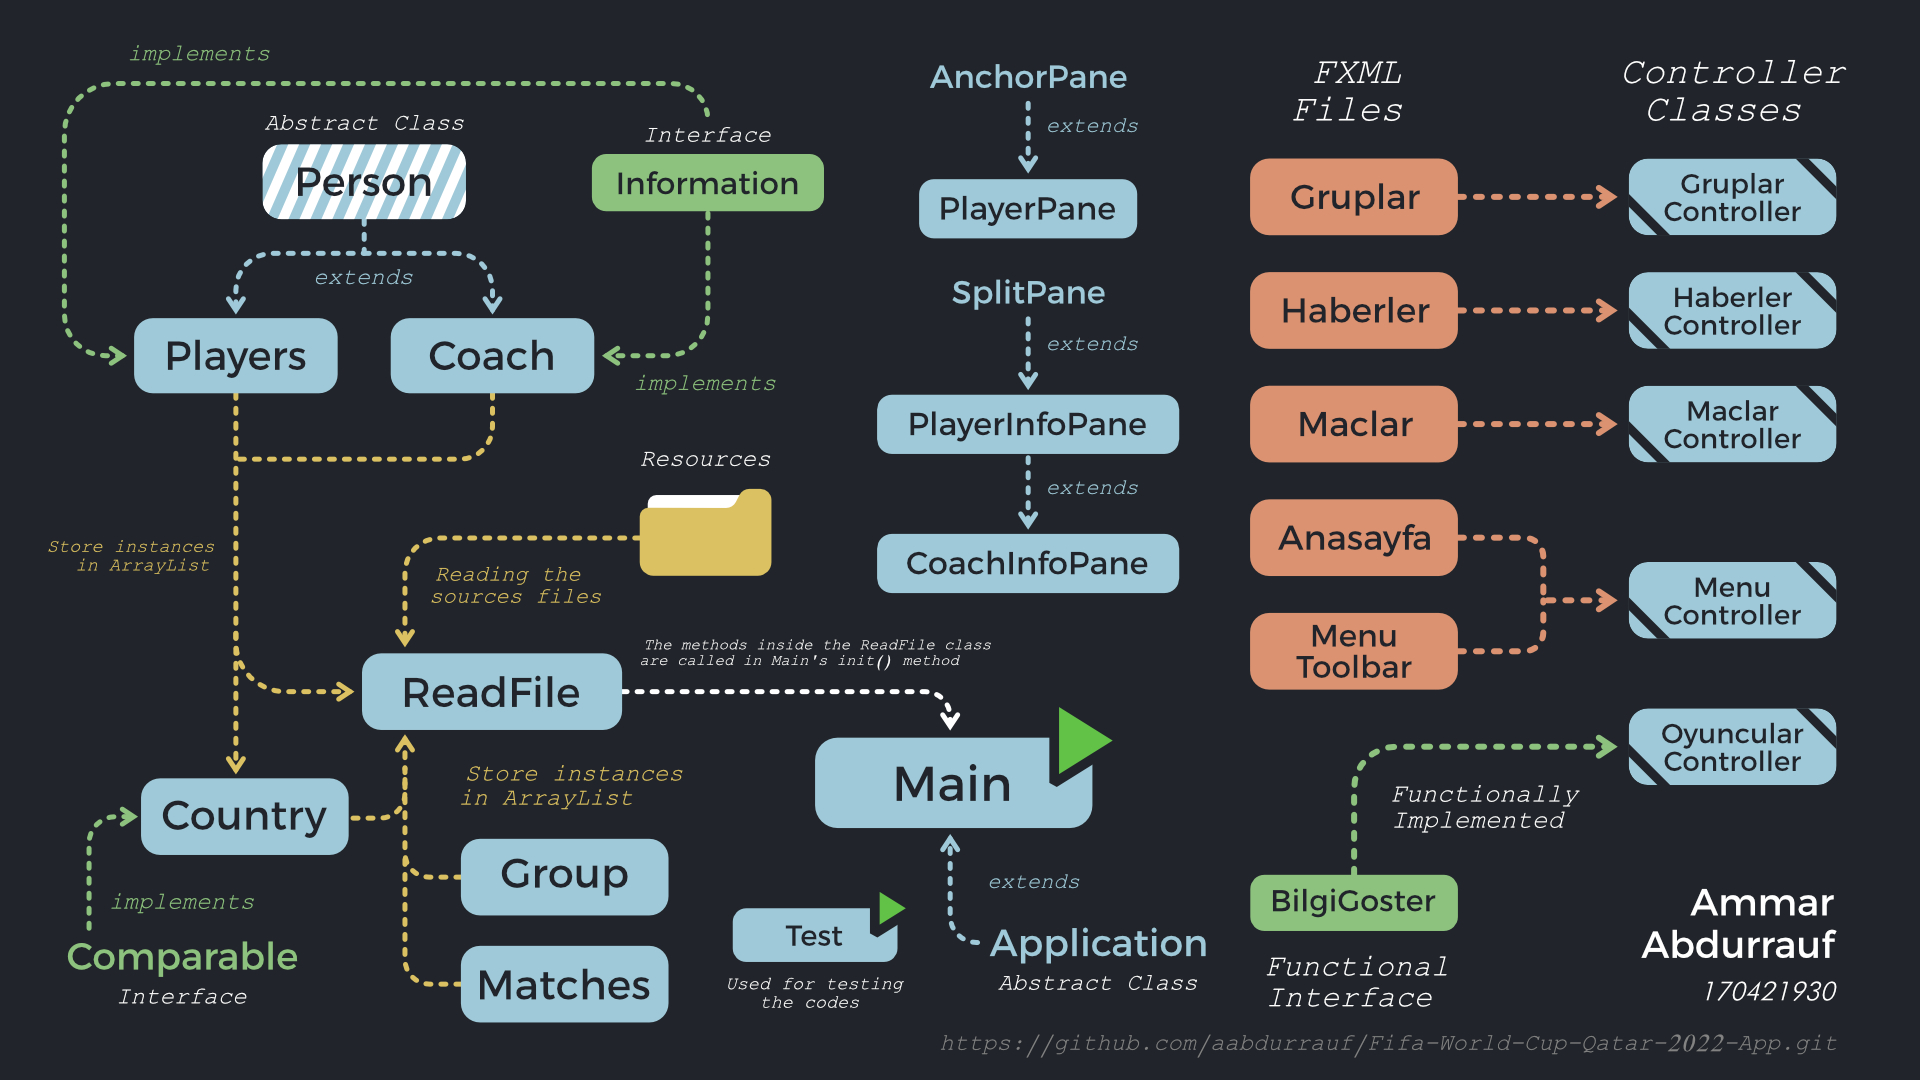 implements
Abstract Class
Person
Interface
Information
extends
Players
Coach
implements
Store instances
in ArrayList
Resources
Reading the
sources files
ReadFile
The methods inside the ReadFile class
are called in Main's init() method
Country
Store instances
in ArrayList
implements
Comparable
Interface
Group
Matches
Main
Test
Used for testing
the codes
extends
Application
Abstract Class
AnchorPane
extends
PlayerPane
SplitPane
extends
PlayerInfoPane
extends
CoachInfoPane
FXML
Files
Controller
Classes
Gruplar
Gruplar
Controller
Haberler
Haberler
Controller
Maclar
Maclar
Controller
Anasayfa
Menu
Toolbar
Menu
Controller
Oyuncular
Controller
Functionally
Implemented
BilgiGoster
Functional
Interface
Ammar
Abdurrauf
170421930
https://github.com/aabdurrauf/Fifa-World-Cup-Qatar-2022-App.git